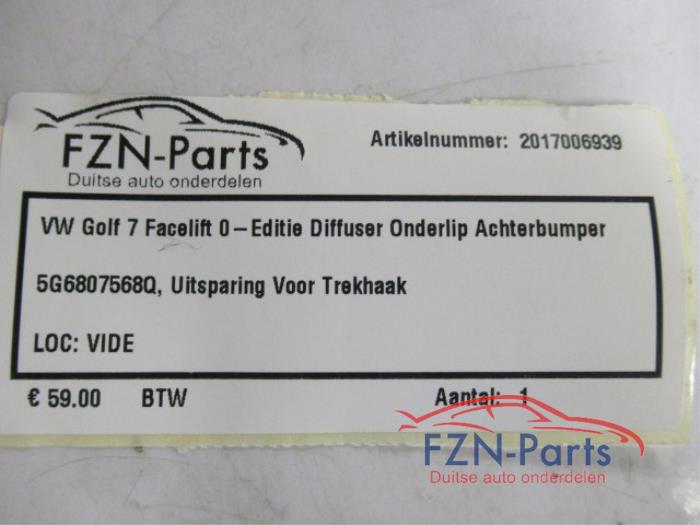 FZN-Parts
Duitse auto onderdelen
Artikelnummer: 2017006939
VW Golf 7 Facelift 0-Editie Diffuser Onderlip Achterbumper
5G6807568Q, Uitsparing Voor Trekhaak
LOC: VIDE
€ 59.00 BTW Aantal: 1
FZN-Parts
Duitse auto onderdelen